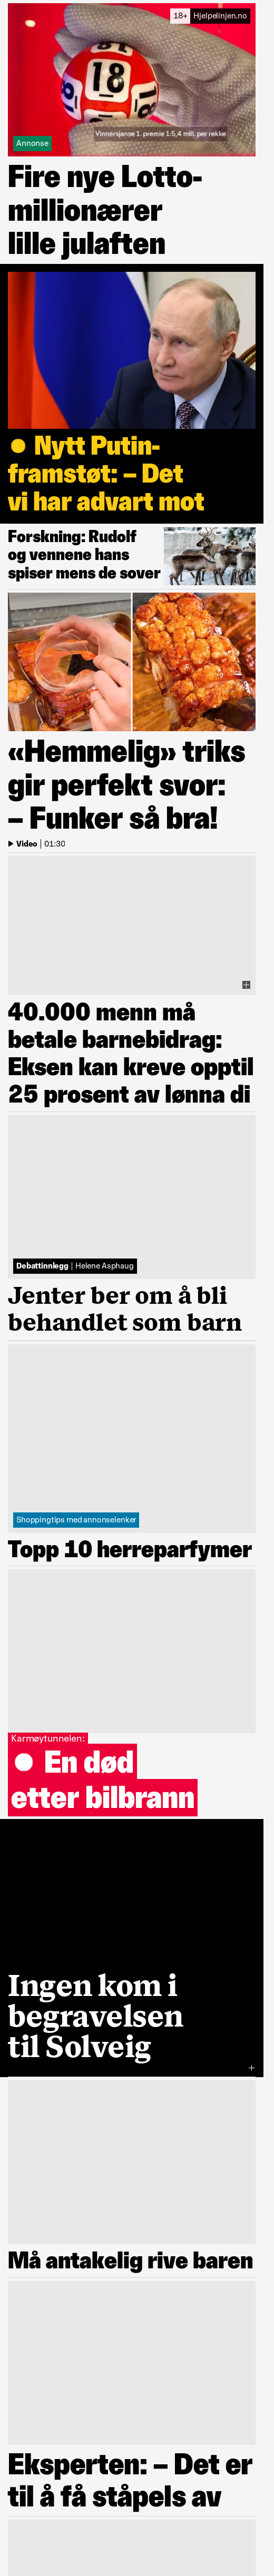 18+ Hjelpelinjen.no
18
Vinnersjanse 1. premie 1:5,4 mill. per rekke
Annonse
Fire nye Lotto-
millionærer
lille julaften
Nytt Putin-
framstøt: – Det
vi har advart mot
Forskning: Rudolf
og vennene hans
spiser mens de sover
«Hemmelig» triks
gir perfekt svor:
– Funker så bra!
Video | 01:30
40.000 menn må
betale barnebidrag:
Eksen kan kreve opptil
25 prosent av lønna di
Debattinnlegg | Helene Asphaug
Jenter ber om å bli
behandlet som barn
Shoppingtips med annonselenker
Topp 10 herreparfymer
Karmøytunnelen:
En død
etter bilbrann
Ingen kom i
begravelsen
til Solveig
Må antakelig rive baren
Eksperten: – Det er
til å få ståpels av